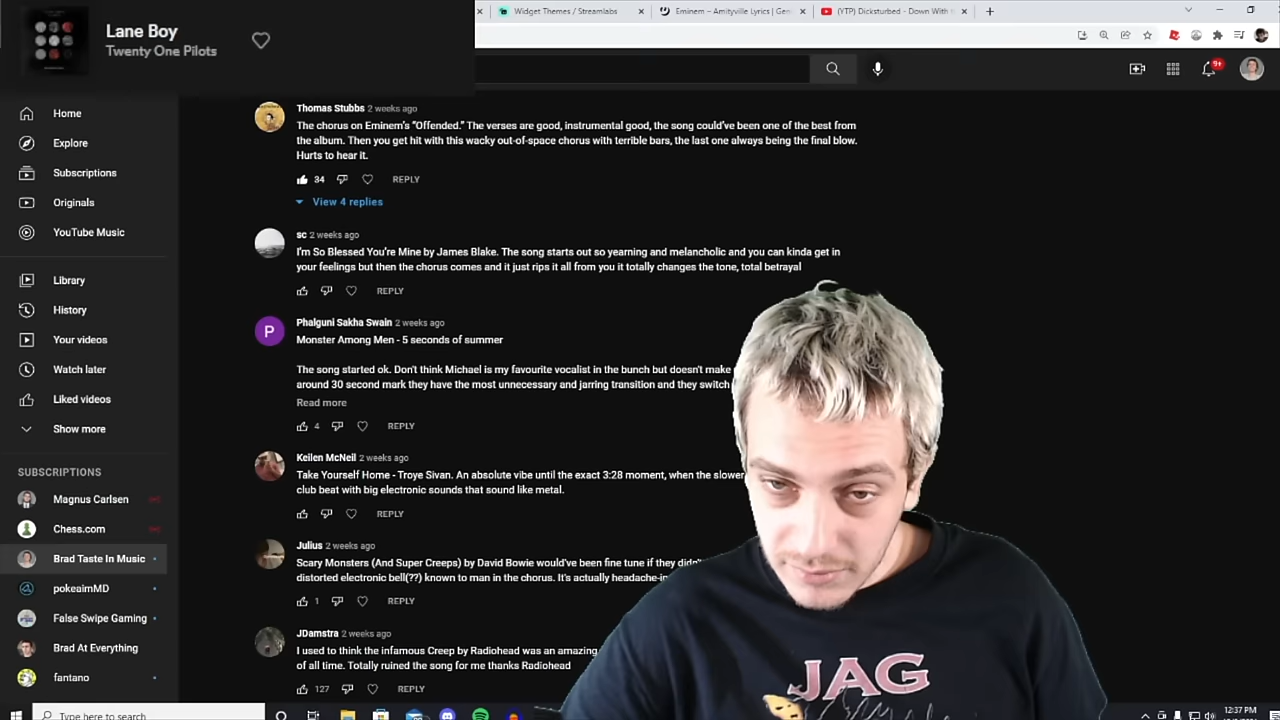 Lane Boy
Twenty One Pilots
Widget Themes / Streamlabs
Eminem – Amityville Lyrics | Gen
(YTP) Dicksturbed - Down With t
9+
Home
Explore
Subscriptions
Originals
YouTube Music
Library
History
Your videos
Watch later
Liked videos
Show more
SUBSCRIPTIONS
Magnus Carlsen
Chess.com
Brad Taste In Music
pokeaimMD
False Swipe Gaming
Brad At Everything
fantano
Thomas Stubbs 2 weeks ago
The chorus on Eminem's “Offended.” The verses are good, instrumental good, the song could've been one of the best from
the album. Then you get hit with this wacky out-of-space chorus with terrible bars, the last one always being the final blow.
Hurts to hear it.
34 REPLY
View 4 replies
sc 2 weeks ago
I'm So Blessed You're Mine by James Blake. The song starts out so yearning and melancholic and you can kinda get in
your feelings but then the chorus comes and it just rips it all from you it totally changes the tone, total betrayal
REPLY
P
Phalguni Sakha Swain 2 weeks ago
Monster Among Men - 5 seconds of summer
The song started ok. Don't think Michael is my favourite vocalist in the bunch but doesn't make
around 30 second mark they have the most unnecessary and jarring transition and they switch
Read more
4 REPLY
Keilen McNeil 2 weeks ago
Take Yourself Home - Troye Sivan. An absolute vibe until the exact 3:28 moment, when the slower
club beat with big electronic sounds that sound like metal.
REPLY
Julius 2 weeks ago
Scary Monsters (And Super Creeps) by David Bowie would've been fine tune if they didn'
distorted electronic bell(??) known to man in the chorus. It's actually headache-in
1 REPLY
JDamstra 2 weeks ago
I used to think the infamous Creep by Radiohead was an amazing
of all time. Totally ruined the song for me thanks Radiohead
127 REPLY
JAG
Type here to search
12:37 PM